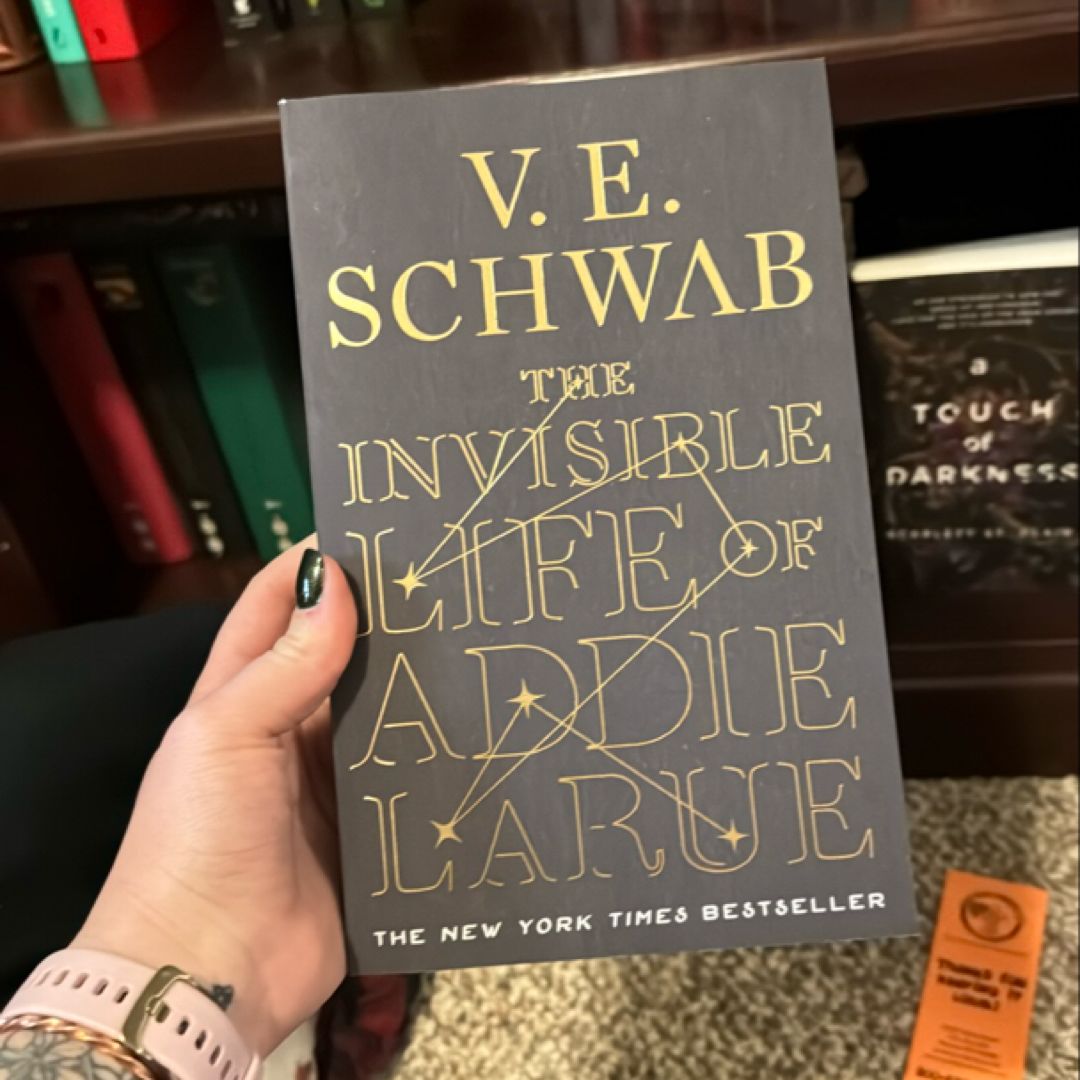 V. E.
SCHWAB
THE
INVISIBLE
LIFE OF
ADDIE
LARUE
THE NEW YORK TIMES BESTSELLER
a
TOUCH
of
DARKNESS